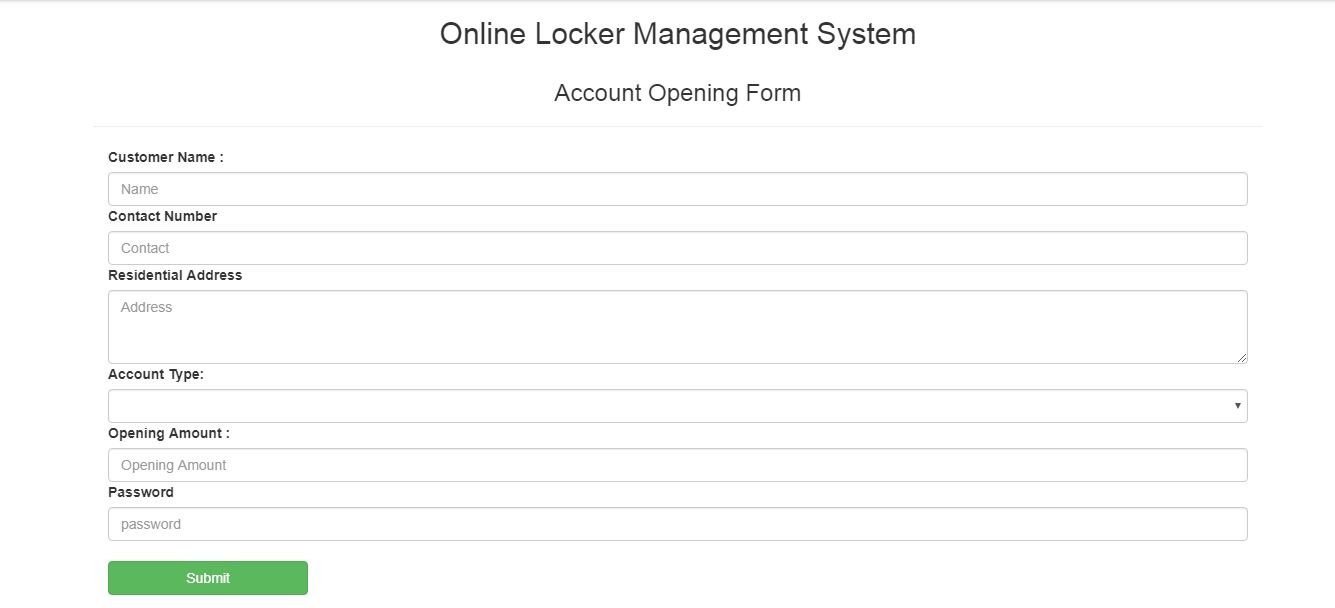 Online Locker Management System
Account Opening Form
Customer Name :
Name
Contact Number
Contact
Residential Address
Address
Account Type:
Opening Amount :
Opening Amount
Password
password
Submit